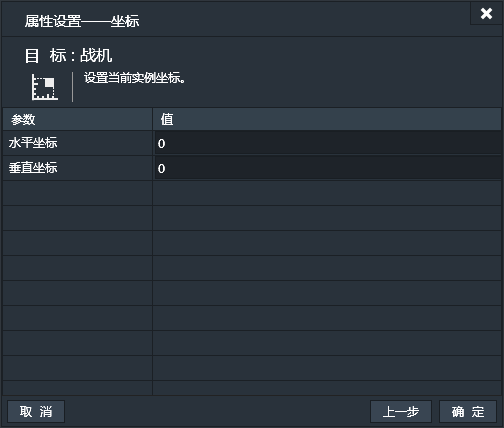 属性设置——坐标
目 标：战机
设置当前实例坐标。
参数 值
水平坐标 0
垂直坐标 0
取 消 上一步 确 定